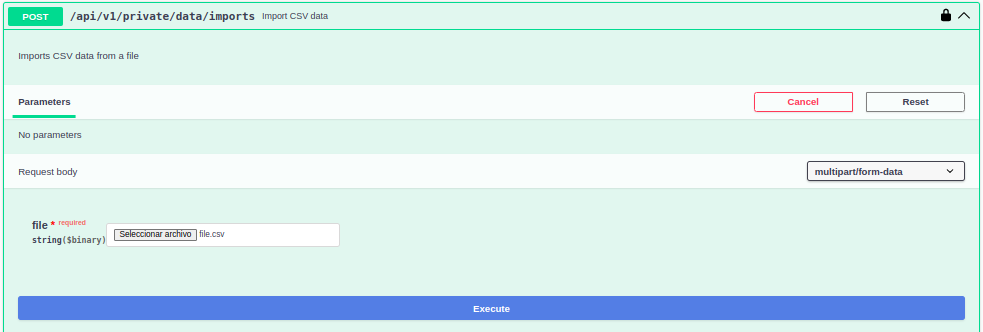 POST /api/v1/private/data/imports Import CSV data
Imports CSV data from a file
Parameters Cancel Reset
No parameters
Request body multipart/form-data
file * required
string($binary) Seleccionar archivo file.csv
Execute